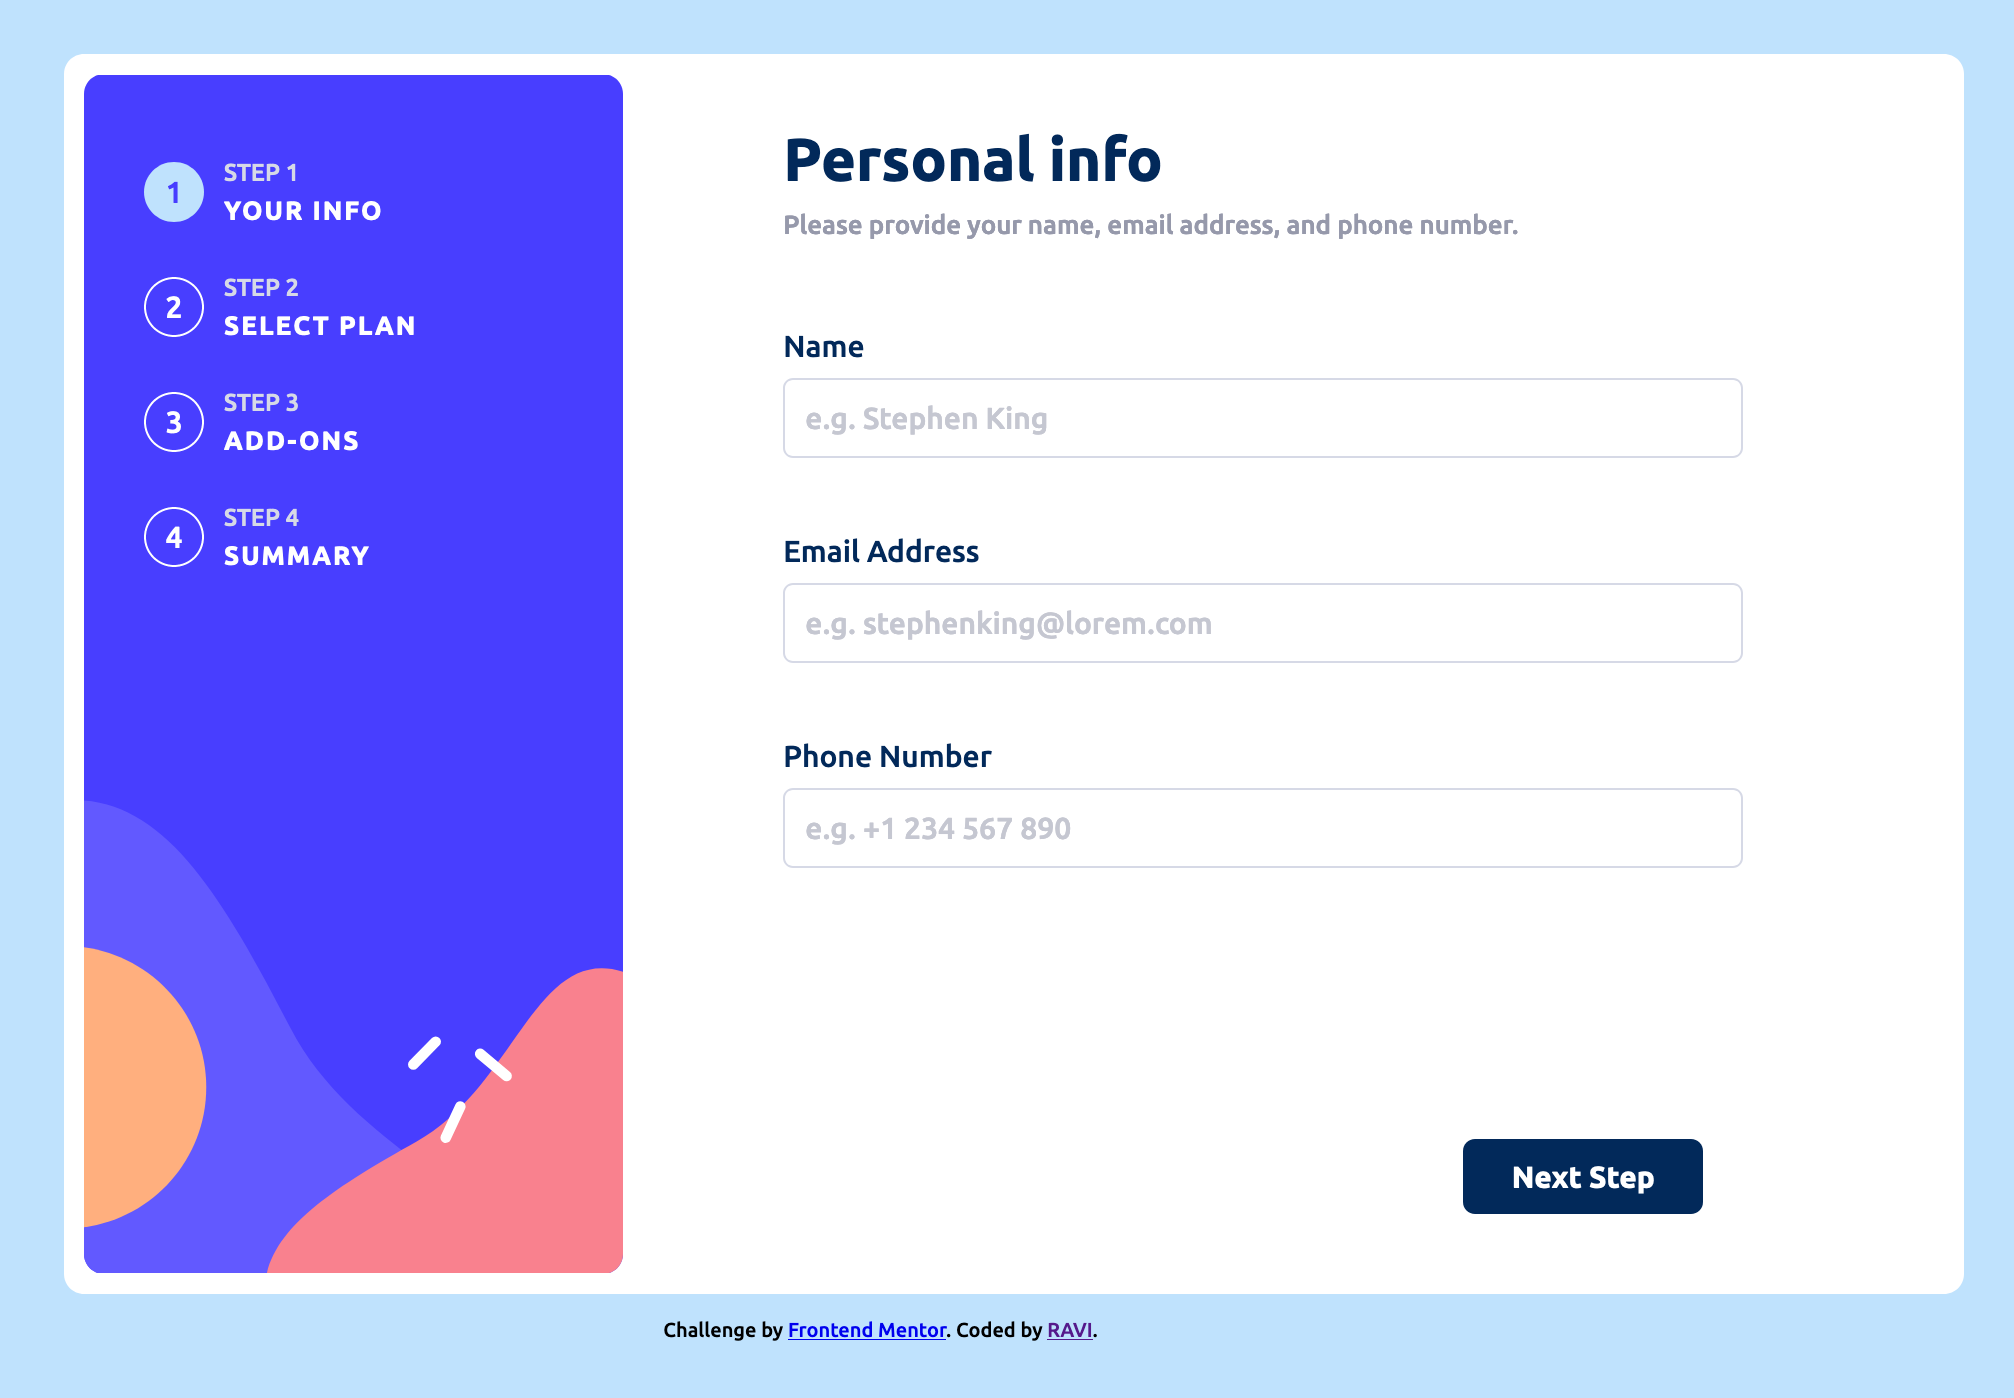 1
STEP 1
YOUR INFO
2
STEP 2
SELECT PLAN
3
STEP 3
ADD-ONS
4
STEP 4
SUMMARY
Personal info
Please provide your name, email address, and phone number.
Name
e.g. Stephen King
Email Address
e.g. stephenking@lorem.com
Phone Number
e.g. +1 234 567 890
Next Step
Challenge by Frontend Mentor. Coded by RAVI.